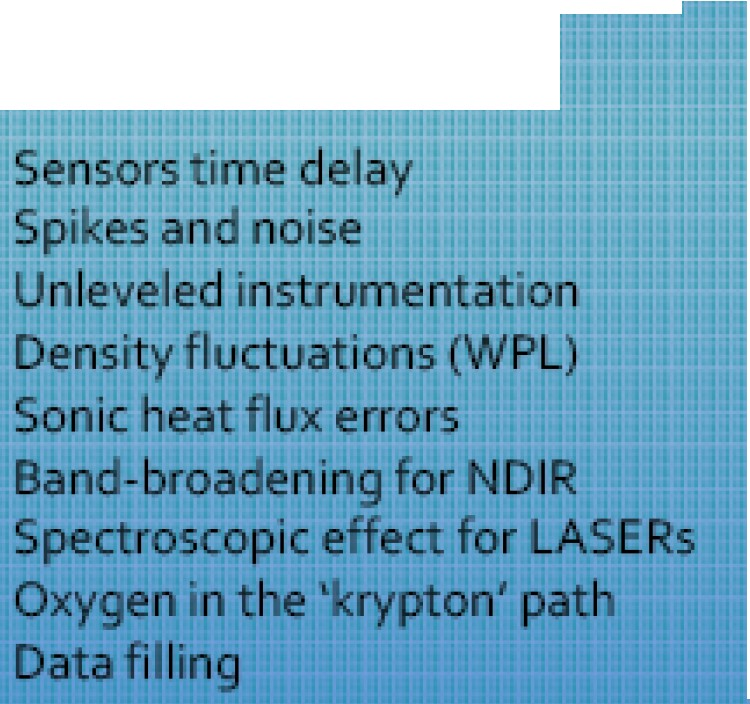 Sensors time delay
Spikes and noise
Unleveled instrumentation
Density fluctuations (WPL)
Sonic heat flux errors
Band-broadening for NDIR
Spectroscopic effect for LASERs
Oxygen in the ‘krypton’ path
Data filling